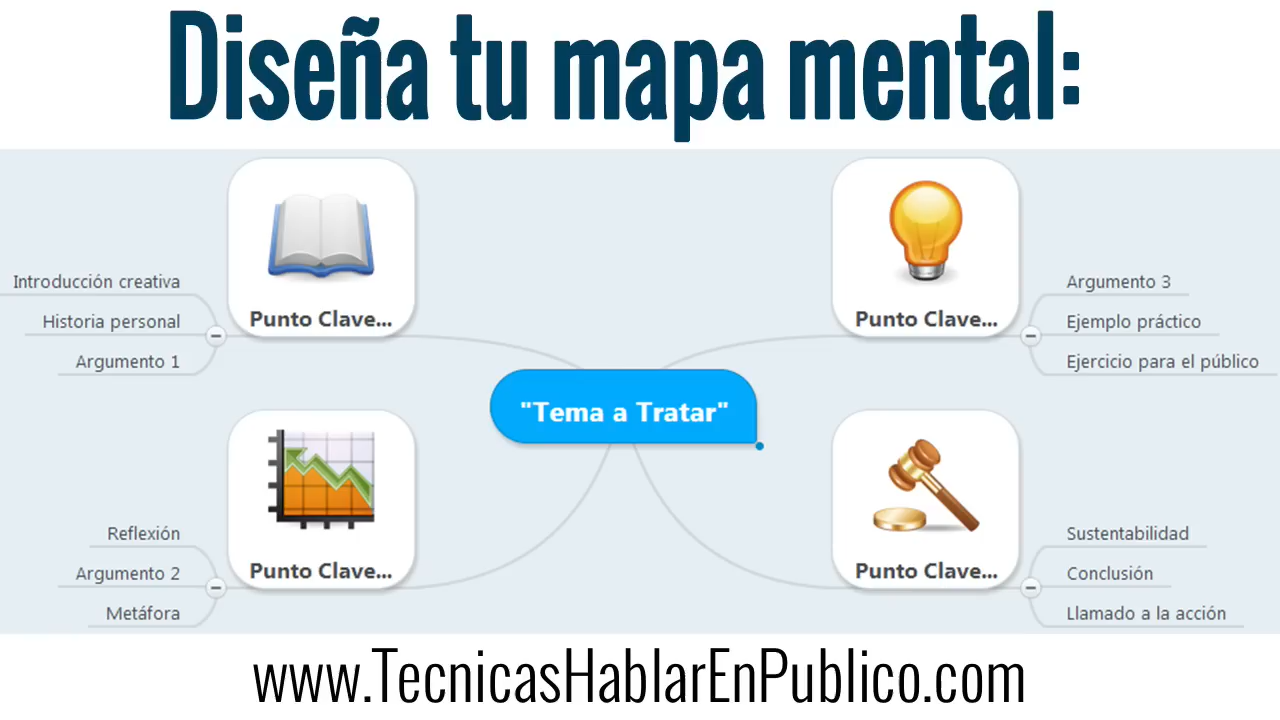 Diseña tu mapa mental:
Introducción creativa
Historia personal
Argumento 1
Punto Clave...
Punto Clave...
Argumento 3
Ejemplo práctico
Ejercicio para el público
"Tema a Tratar"
Reflexión
Argumento 2
Metáfora
Punto Clave...
Punto Clave...
Sustentabilidad
Conclusión
Llamado a la acción
www.TecnicasHablarEnPublico.com